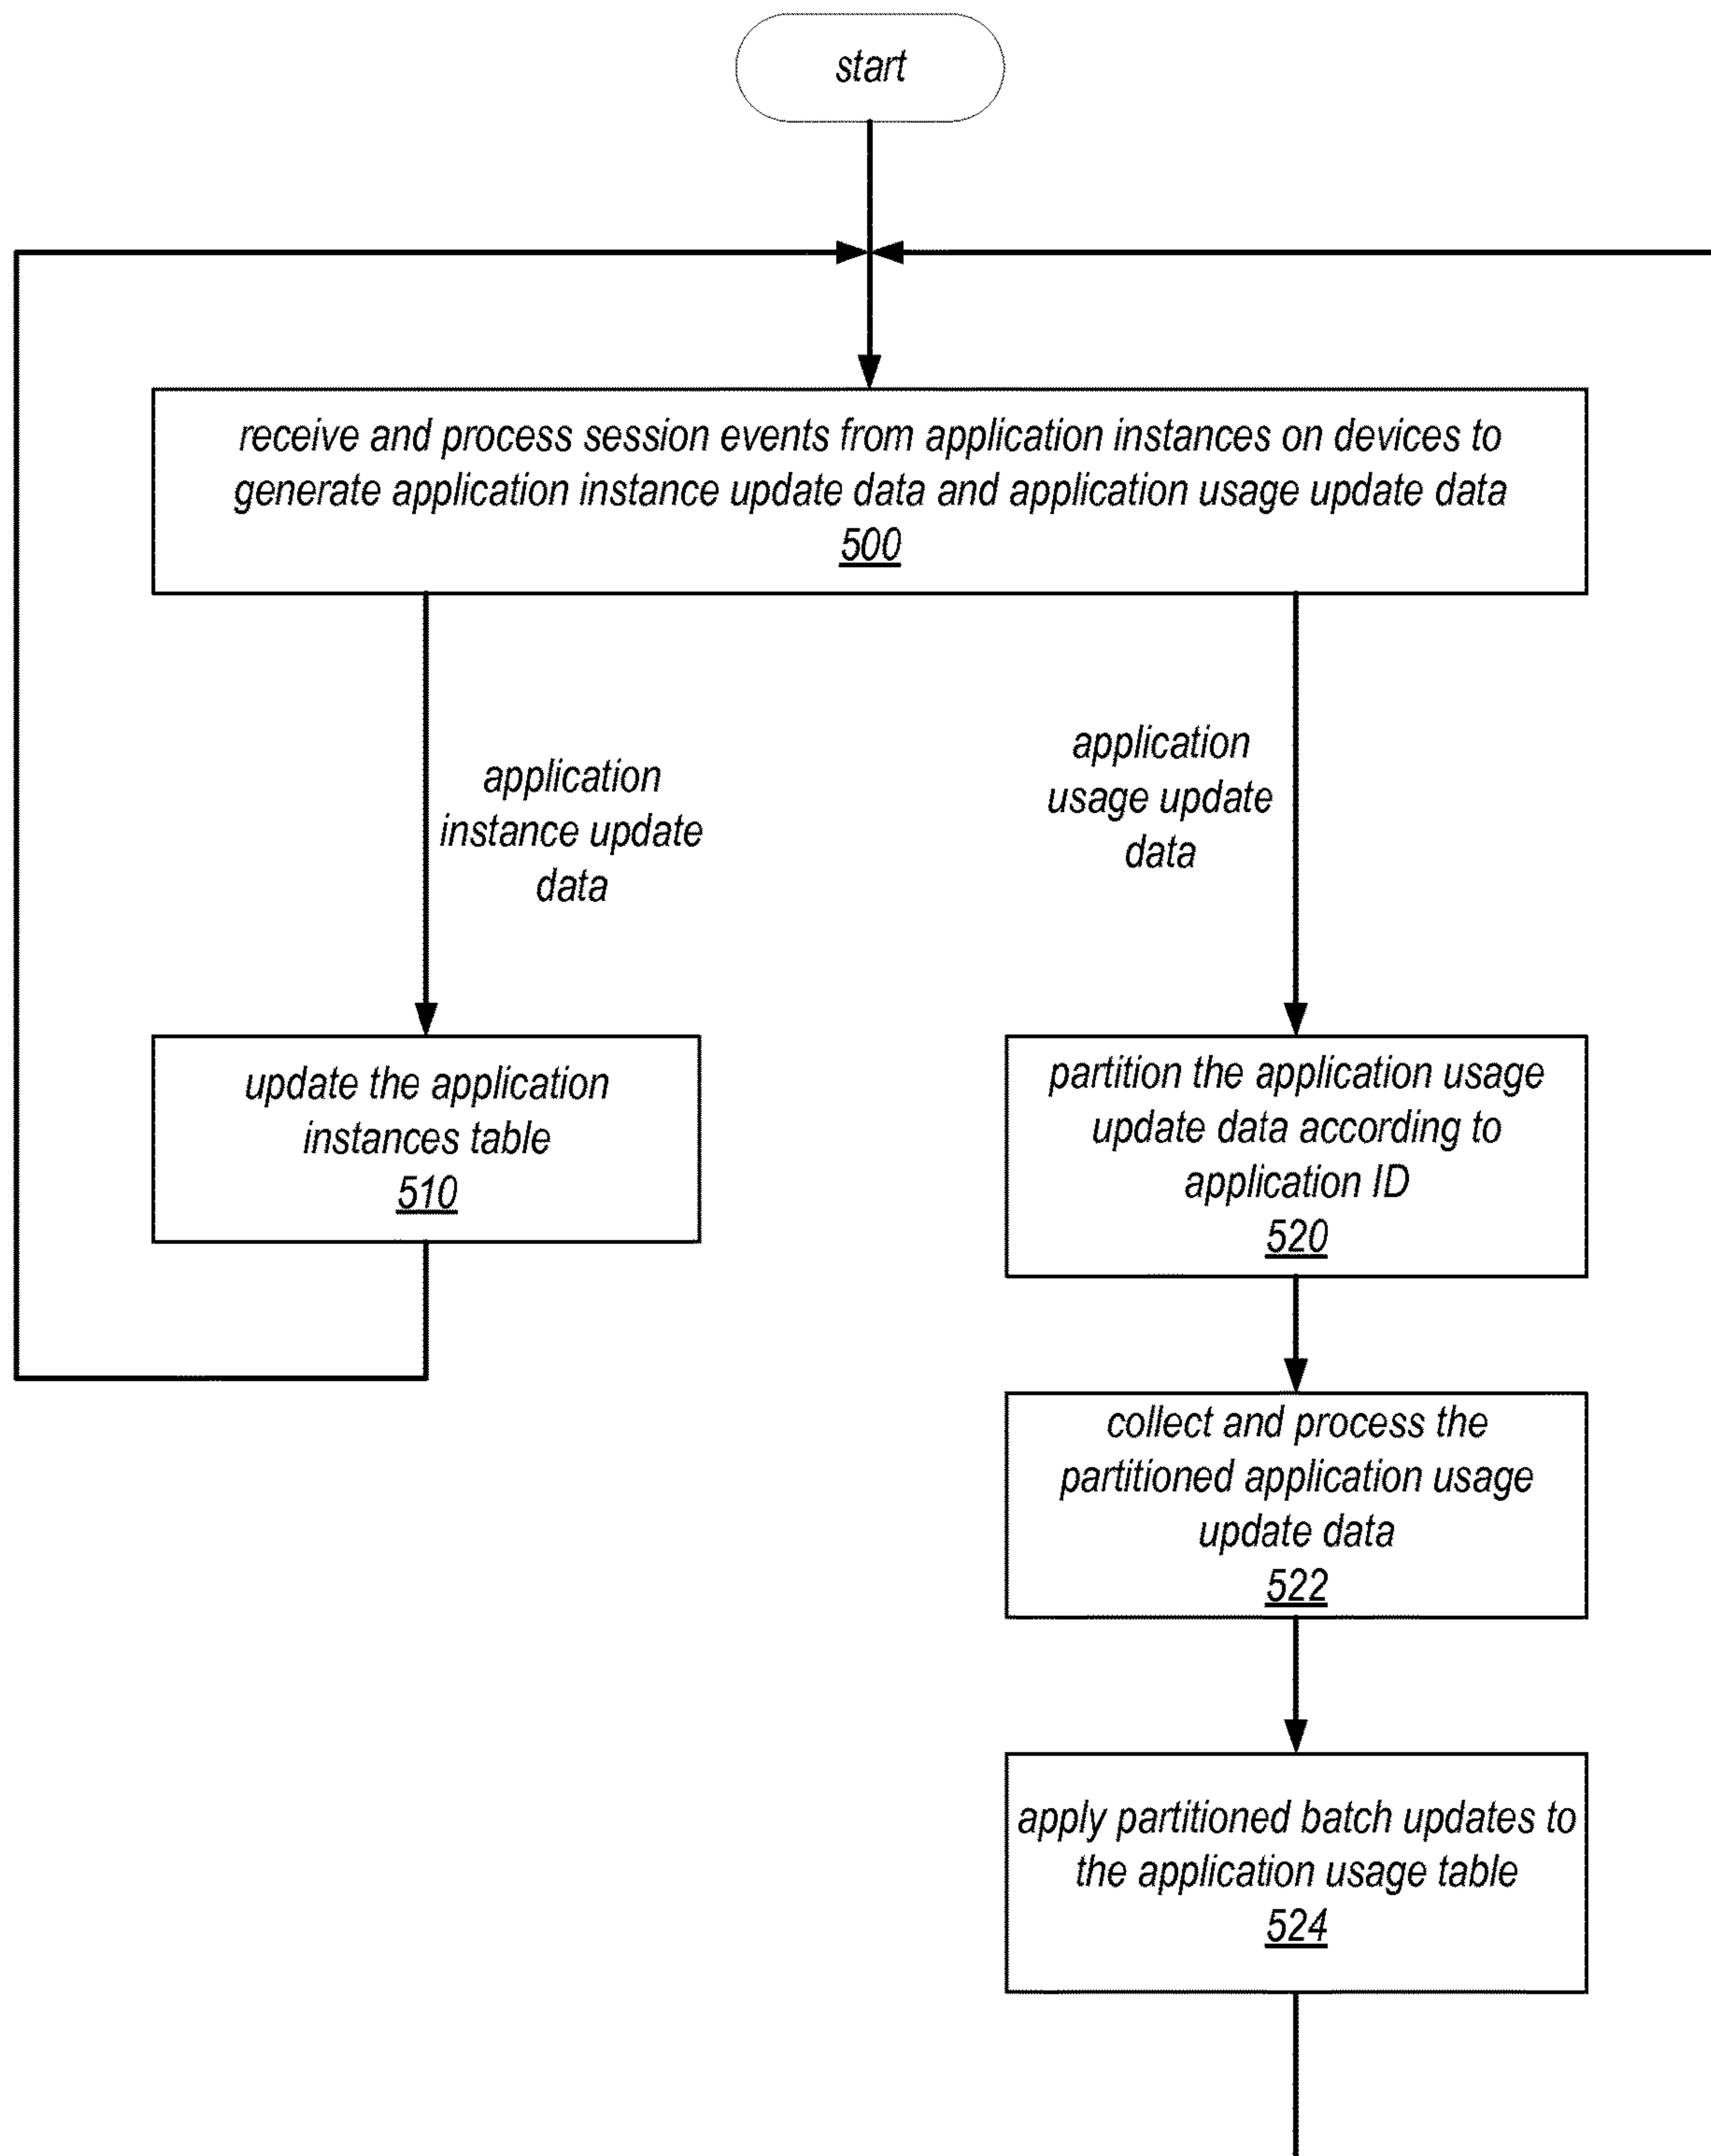 start
receive and process session events from application instances on devices to
generate application instance update data and application usage update data
500
application
instance update
data
application
usage update
data
update the application
instances table
510
partition the application usage
update data according to
application ID
520
collect and process the
partitioned application usage
update data
522
apply partitioned batch updates to
the application usage table
524